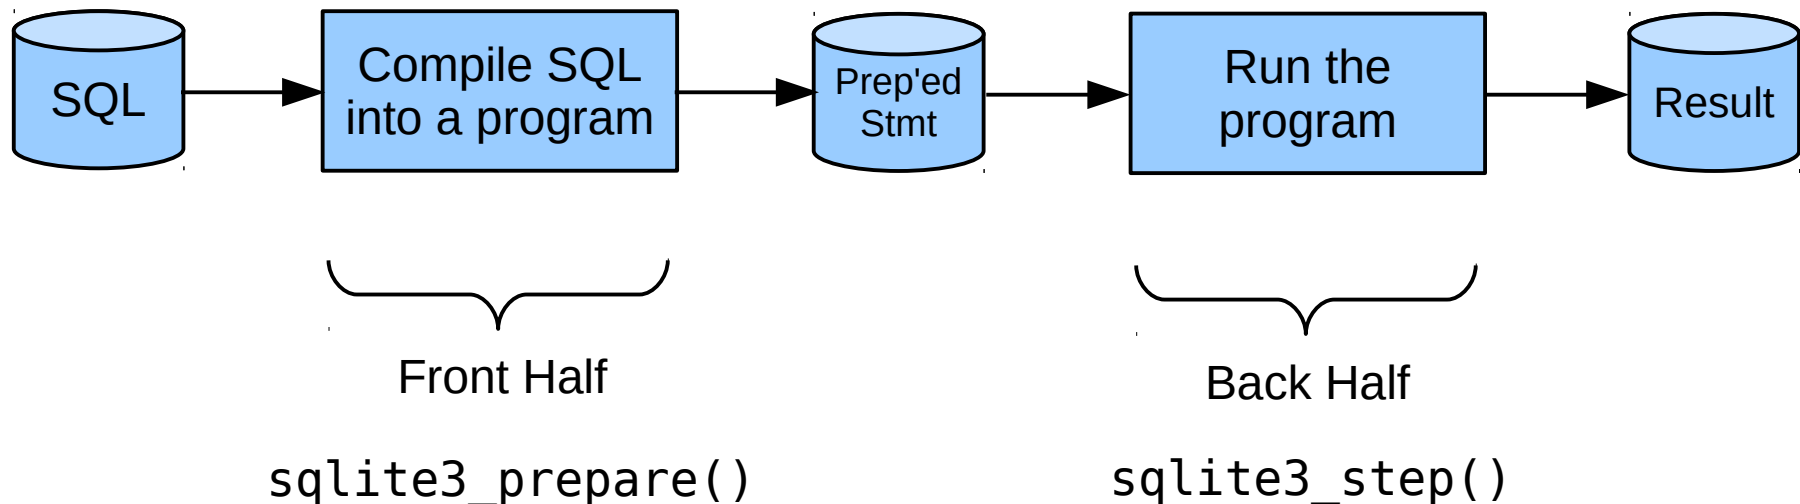 SQL
Compile SQL
into a program
Prep'ed
Stmt
Run the
program
Result
Front Half
Back Half
sqlite3_prepare()
sqlite3_step()